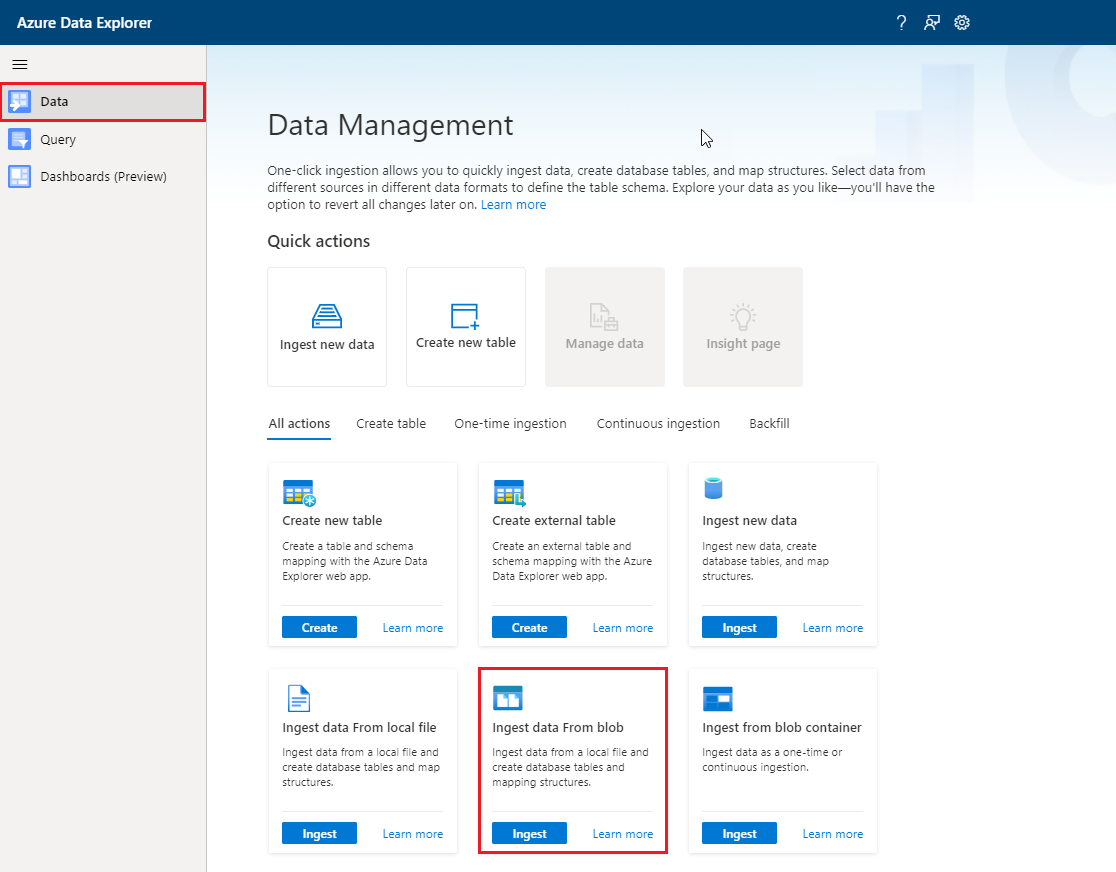 Azure Data Explorer
?
Data
Query
Dashboards (Preview)
Data Management
One-click ingestion allows you to quickly ingest data, create database tables, and map structures. Select data from
different sources in different data formats to define the table schema. Explore your data as you like—you'll have the
option to revert all changes later on. Learn more
Quick actions
Ingest new data
Create new table
Manage data
Insight page
All actions
Create table
One-time ingestion
Continuous ingestion
Backfill
Create new table
Create a table and schema
mapping with the Azure Data
Explorer web app.
Create
Learn more
Create external table
Create an external table and
schema mapping with the Azure
Data Explorer web app.
Create
Learn more
Ingest new data
Ingest new data, create
database tables, and map
structures.
Ingest
Learn more
Ingest data From local file
Ingest data from a local file and
create database tables and map
structures.
Ingest
Learn more
Ingest data From blob
Ingest data from a local file and
create database tables and
mapping structures.
Ingest
Learn more
Ingest from blob container
Ingest data as a one-time or
continuous ingestion.
Ingest
Learn more